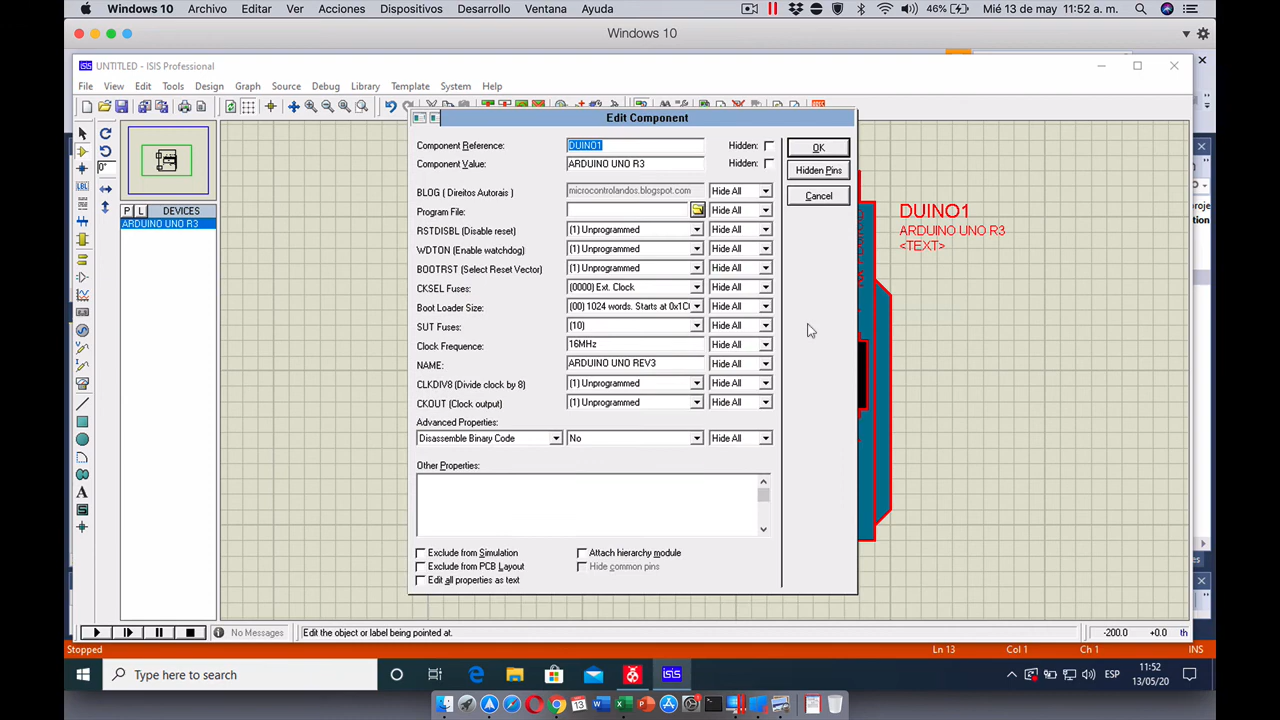 Windows 10 Archivo Editar Ver Acciones Dispositivos Desarrollo Ventana Ayuda 46% Mié 13 de may 11:52 a. m.
Windows 10
UNTITLED - ISIS Professional
File View Edit Tools Design Graph Source Debug Library Template System Help
Edit Component
Component Reference: DUINO1 Hidden: OK
Component Value: ARDUINO UNO R3 Hidden:
Hidden Pins
BLOG ( Direitos Autorais ) microcontrolandos.blogspot.com Hide All Cancel
Program File: Hide All
RSTDISBL (Disable reset) (1) Unprogrammed Hide All
WDTON (Enable watchdog) (1) Unprogrammed Hide All
BOOTRST (Select Reset Vector) (1) Unprogrammed Hide All
CKSEL Fuses: (0000) Ext. Clock Hide All
Boot Loader Size: (00) 1024 words. Starts at 0x1C Hide All
SUT Fuses: (10) Hide All
Clock Frequence: 16MHz Hide All
NAME: ARDUINO UNO REV3 Hide All
CLKDIV8 (Divide clock by 8) (1) Unprogrammed Hide All
CKOUT (Clock output) (1) Unprogrammed Hide All
Advanced Properties:
Disassemble Binary Code No Hide All
Other Properties:
Exclude from Simulation Attach hierarchy module
Exclude from PCB Layout Hide common pins
Edit all properties as text
0°
P L DEVICES
ARDUINO UNO R3
DUINO1
ARDUINO UNO R3
<TEXT>
No Messages Edit the object or label being pointed at. -200.0 +0.0 th
Stopped Ln 13 Col 1 Ch 1 INS
Type here to search
ESP
11:52
13/05/20